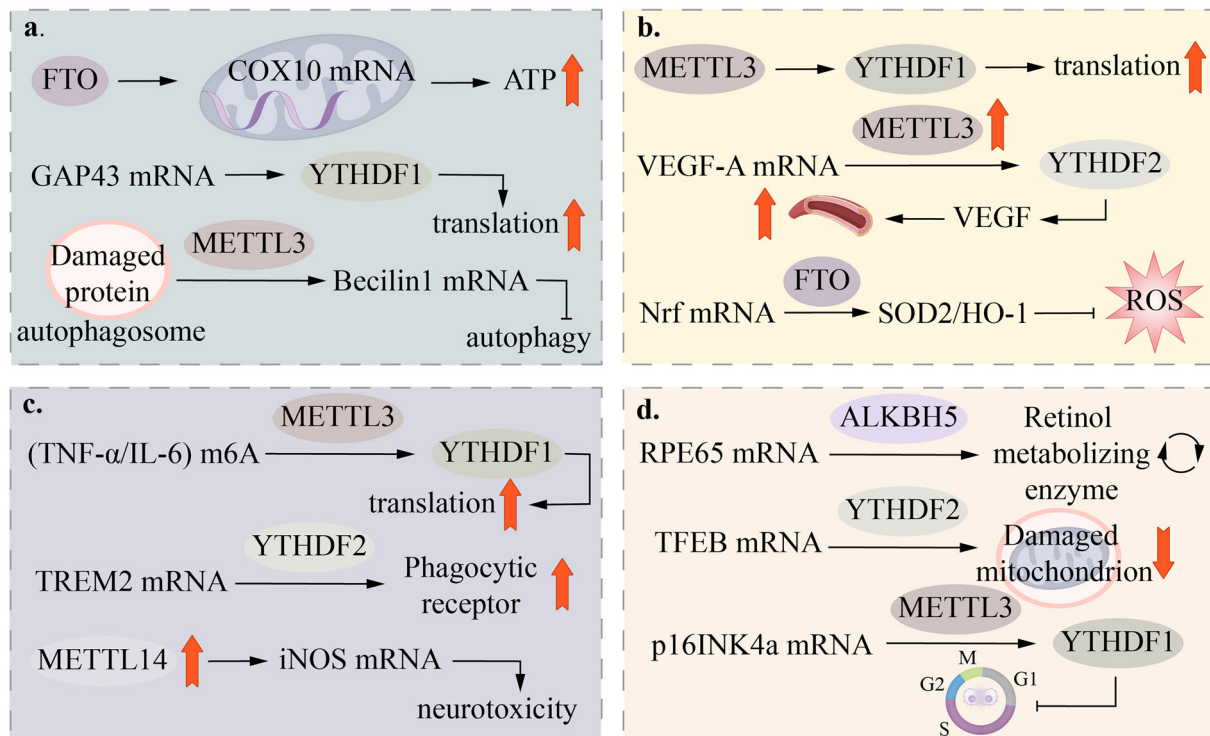 a.
FTO
COX10 mRNA
ATP
GAP43 mRNA
YTHDF1
translation
METTL3
Damaged
protein
autophagosome
Becilin1 mRNA
autophagy
b.
METTL3
YTHDF1
translation
METTL3
VEGF-A mRNA
YTHDF2
VEGF
FTO
Nrf mRNA
SOD2/HO-1
ROS
c.
METTL3
(TNF-α/IL-6) m6A
YTHDF1
translation
YTHDF2
TREM2 mRNA
Phagocytic
receptor
METTL14
iNOS mRNA
neurotoxicity
d.
ALKBH5
RPE65 mRNA
Retinol
metabolizing
enzyme
YTHDF2
TFEB mRNA
Damaged
mitochondrion
METTL3
p16INK4a mRNA
YTHDF1
M
G2
G1
S